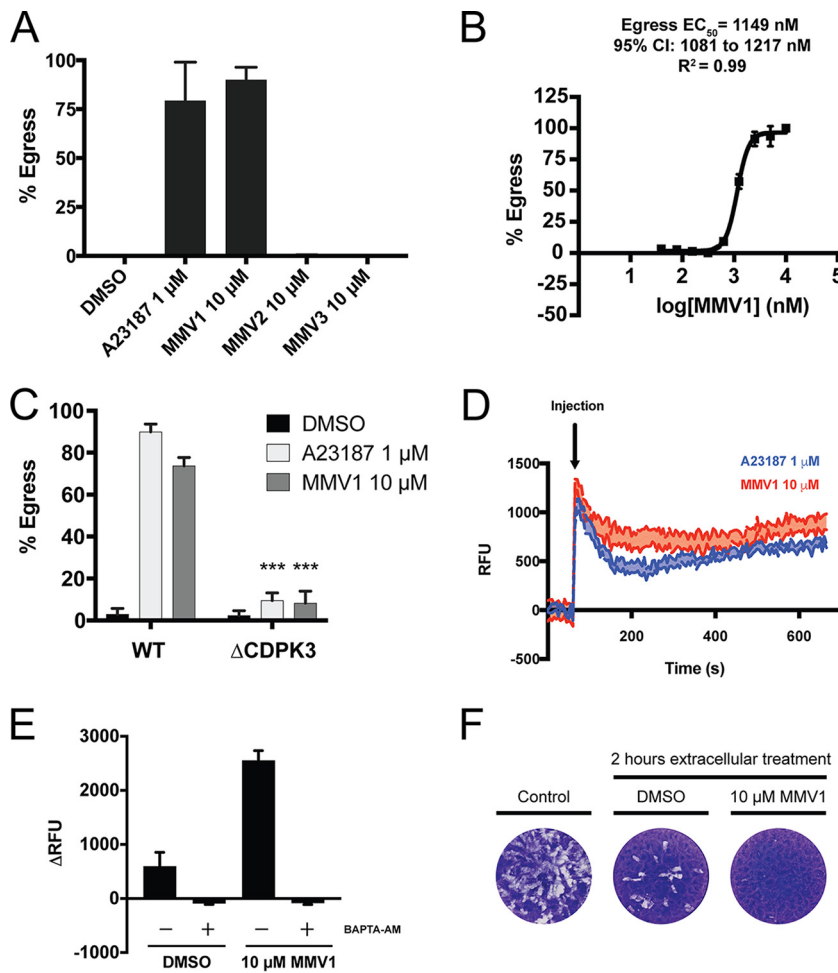 A
% Egress
100
75
50
25
0
DMSO
A23187 1 µM
MMV1 10 µM
MMV2 10 µM
MMV3 10 µM
B
Egress EC50 = 1149 nM
95% CI: 1081 to 1217 nM
R2 = 0.99
% Egress
125
100
75
50
25
0
-25
-50
1 2 3 4 5
log[MMV1] (nM)
C
% Egress
100
80
60
40
20
0
DMSO
A23187 1 µM
MMV1 10 µM
*** ***
WT ΔCDPK3
D
Injection
A23187 1 µM
MMV1 10 µM
RFU
1500
1000
500
0
-500
200 400 600
Time (s)
E
ΔRFU
3000
2000
1000
0
-1000
− + − + BAPTA-AM
DMSO 10 µM MMV1
F
2 hours extracellular treatment
Control DMSO 10 µM MMV1